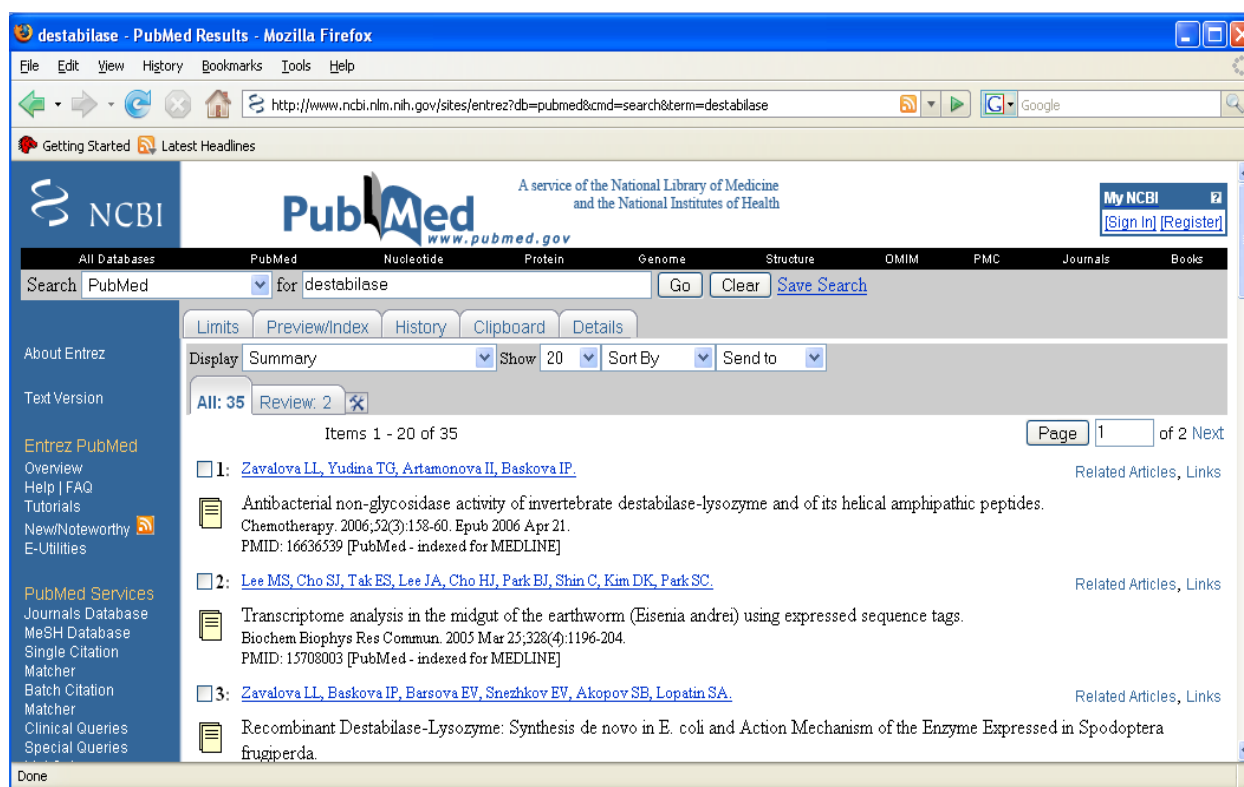 destabilase - PubMed Results - Mozilla Firefox
File Edit View History Bookmarks Tools Help
http://www.ncbi.nlm.nih.gov/sites/entrez?db=pubmed&cmd=search&term=destabilase G Google
Getting Started Latest Headlines
NCBI
PubMed
www.pubmed.gov
A service of the National Library of Medicine
and the National Institutes of Health
My NCBI ?
[Sign In] [Register]
All Databases PubMed Nucleotide Protein Genome Structure OMIM PMC Journals Books
Search PubMed for destabilase Go Clear Save Search
Limits Preview/Index History Clipboard Details
Display Summary Show 20 Sort By Send to
All: 35 Review: 2
Items 1 - 20 of 35
Page 1 of 2 Next
About Entrez
Text Version
Entrez PubMed
Overview
Help | FAQ
Tutorials
New/Noteworthy
E-Utilities
PubMed Services
Journals Database
MeSH Database
Single Citation
Matcher
Batch Citation
Matcher
Clinical Queries
Special Queries
1: Zavalova LL, Yudina TG, Artamonova II, Baskova IP.
Related Articles, Links
Antibacterial non-glycosidase activity of invertebrate destabilase-lysozyme and of its helical amphipathic peptides.
Chemotherapy. 2006;52(3):158-60. Epub 2006 Apr 21.
PMID: 16636539 [PubMed - indexed for MEDLINE]
2: Lee MS, Cho SJ, Tak ES, Lee JA, Cho HJ, Park BJ, Shin C, Kim DK, Park SC.
Related Articles, Links
Transcriptome analysis in the midgut of the earthworm (Eisenia andrei) using expressed sequence tags.
Biochem Biophys Res Commun. 2005 Mar 25;328(4):1196-204.
PMID: 15708003 [PubMed - indexed for MEDLINE]
3: Zavalova LL, Baskova IP, Barsova EV, Snezhkov EV, Akopov SB, Lopatin SA.
Related Articles, Links
Recombinant Destabilase-Lysozyme: Synthesis de novo in E. coli and Action Mechanism of the Enzyme Expressed in Spodoptera
frugiperda.
Done